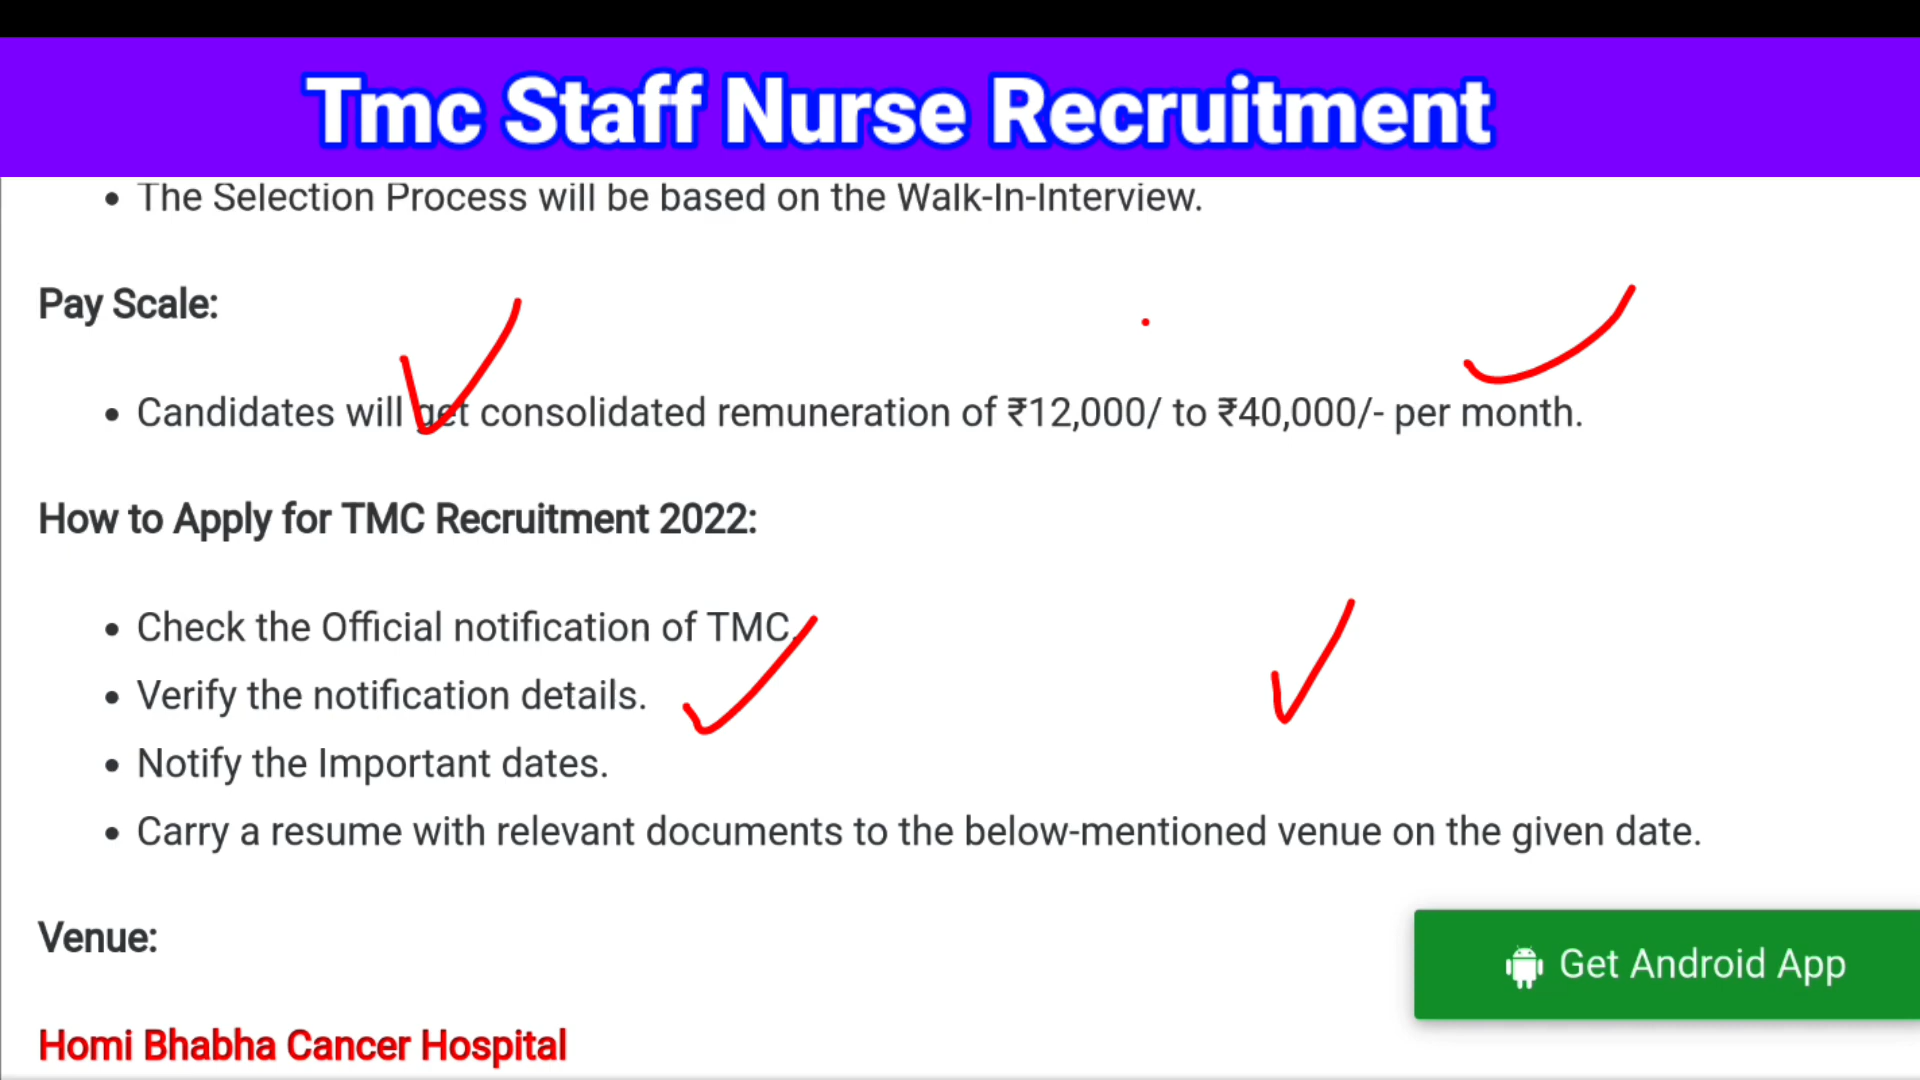 Tmc Staff Nurse Recruitment
The Selection Process will be based on the Walk-In-Interview.
Pay Scale:
Candidates will get consolidated remuneration of ₹12,000/ to ₹40,000/- per month.
How to Apply for TMC Recruitment 2022:
Check the Official notification of TMC.
Verify the notification details.
Notify the Important dates.
Carry a resume with relevant documents to the below-mentioned venue on the given date.
Venue:
Get Android App
Homi Bhabha Cancer Hospital